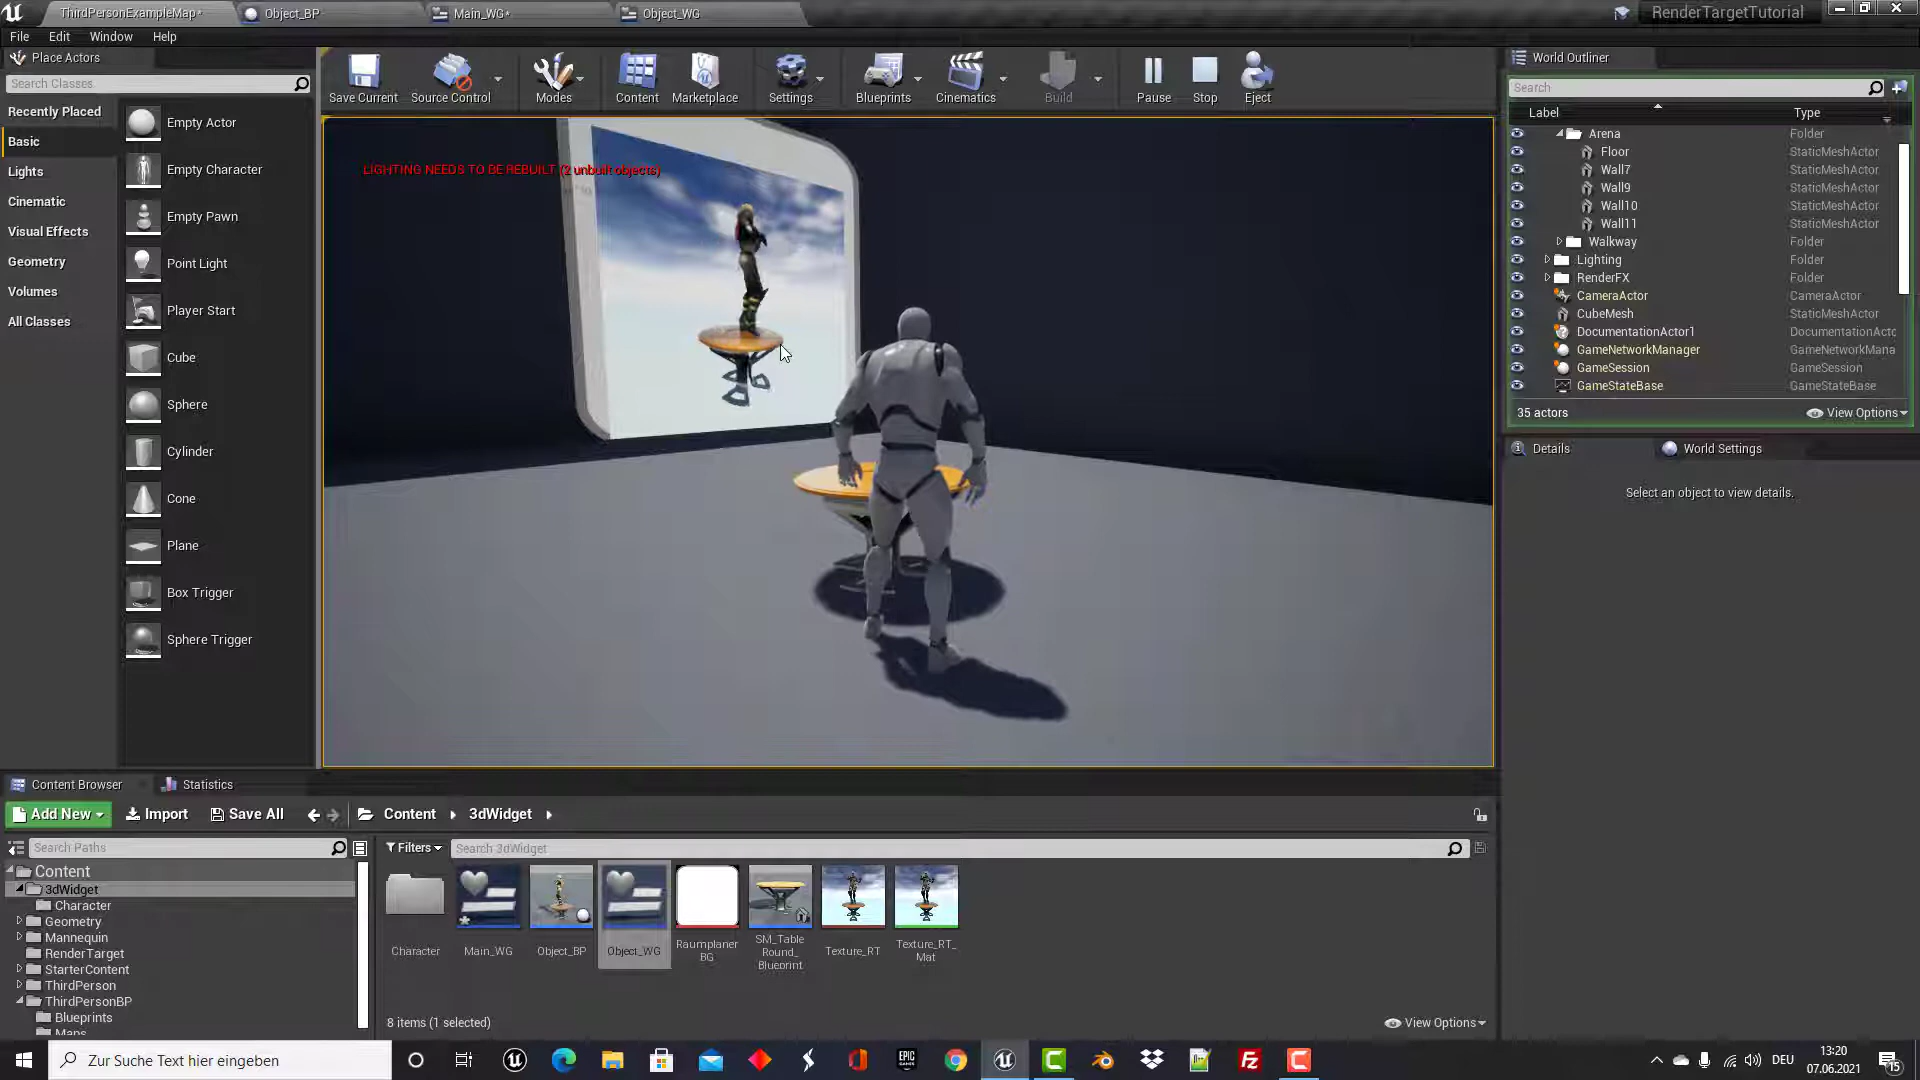 ThirdPersonExampleMap*
Object_BP
Main_WG*
Object_WG
RenderTargetTutorial
File
Edit
Window
Help
Place Actors
Search Classes
Recently Placed
Basic
Lights
Cinematic
Visual Effects
Geometry
Volumes
All Classes
Empty Actor
Empty Character
Empty Pawn
Point Light
Player Start
Cube
Sphere
Cylinder
Cone
Plane
Box Trigger
Sphere Trigger
Save Current
Source Control
Modes
Content
Marketplace
Settings
Blueprints
Cinematics
Build
Pause
Stop
Eject
LIGHTING NEEDS TO BE REBUILT (2 unbuilt objects)
World Outliner
Search
Label Type
Arena Folder
Floor StaticMeshActor
Wall7 StaticMeshActor
Wall9 StaticMeshActor
Wall10 StaticMeshActor
Wall11 StaticMeshActor
Walkway Folder
Lighting Folder
RenderFX Folder
CameraActor CameraActor
CubeMesh StaticMeshActor
DocumentationActor1 DocumentationActo
GameNetworkManager GameNetworkMana
GameSession GameSession
GameStateBase GameStateBase
35 actors
View Options
Details
World Settings
Select an object to view details.
Content Browser
Statistics
Add New
Import
Save All
Content
3dWidget
Search Paths
Filters
Search 3dWidget
Content
3dWidget
Character
Geometry
Mannequin
RenderTarget
StarterContent
ThirdPerson
ThirdPersonBP
Blueprints
Maps
Character
Main_WG
Object_BP
Object_WG
Raumplaner
BG
SM_Table
Round_
Blueprint
Texture_RT
Texture_RT_
Mat
8 items (1 selected)
View Options
Zur Suche Text hier eingeben
EPIC
GAMES
DEU
13:20
07.06.2021
15